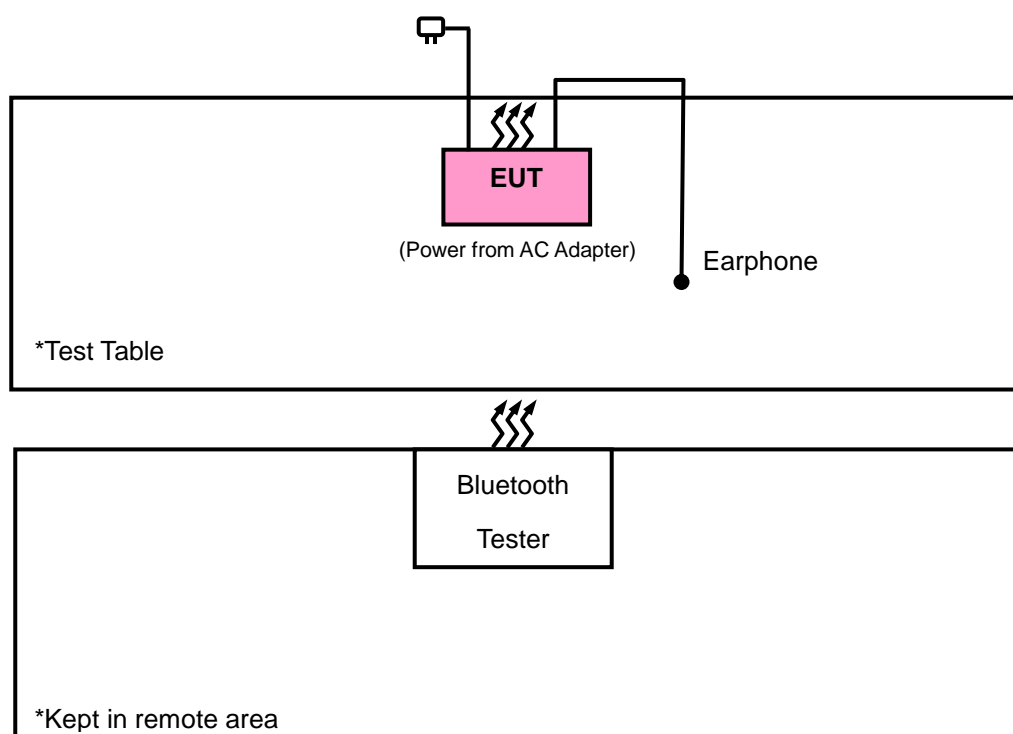 EUT
(Power from AC Adapter)
Earphone
*Test Table
Bluetooth
Tester
*Kept in remote area